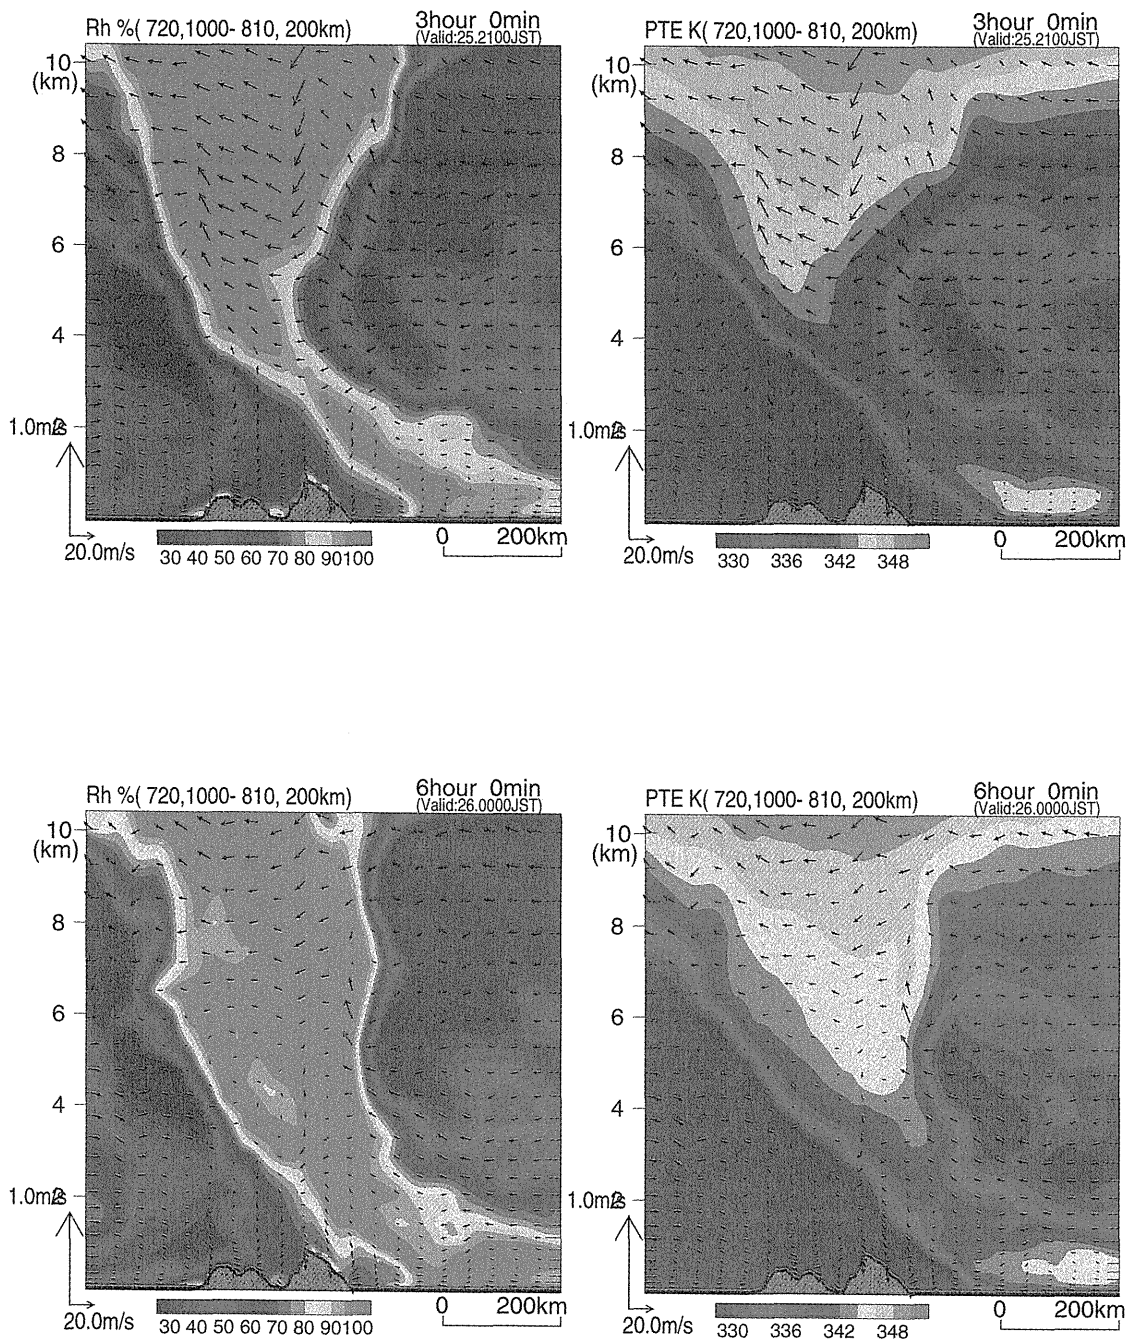 Rh %( 720,1000- 810, 200km)
3hour 0min
(Valid:25.2100JST)
10
(km)
8
6
4
1.0m/s
2
20.0m/s
30 40 50 60 70 80 90100
0 200km
PTE K( 720,1000- 810, 200km)
3hour 0min
(Valid:25.2100JST)
10
(km)
8
6
4
1.0m/s
2
20.0m/s
330 336 342 348
0 200km
Rh %( 720,1000- 810, 200km)
6hour 0min
(Valid:26.0000JST)
10
(km)
8
6
4
1.0m/s
2
20.0m/s
30 40 50 60 70 80 90100
0 200km
PTE K( 720,1000- 810, 200km)
6hour 0min
(Valid:26.0000JST)
10
(km)
8
6
4
1.0m/s
2
20.0m/s
330 336 342 348
0 200km